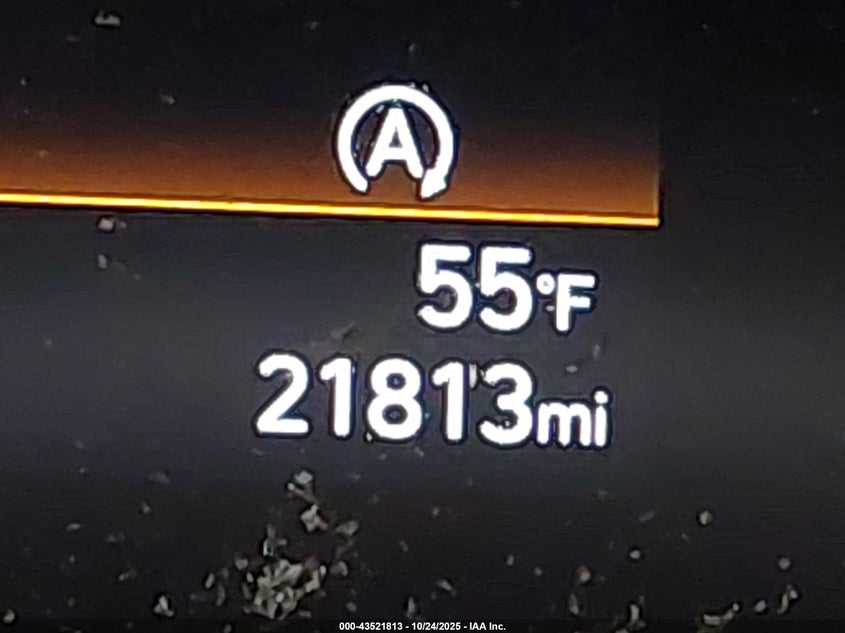 A
55°F
21813mi
000-43521813 - 10/24/2025 - IAA Inc.